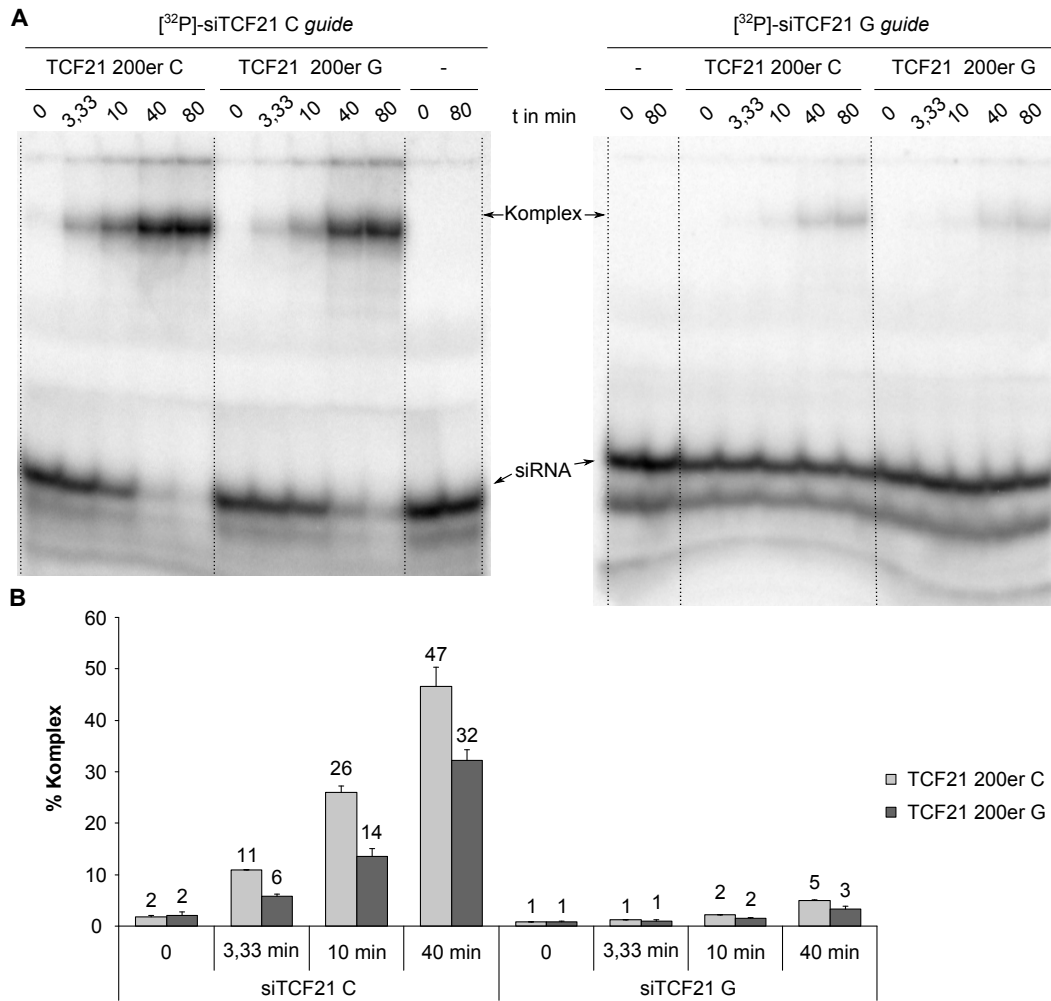 A
[³²P]-siTCF21 C guide
[³²P]-siTCF21 G guide
TCF21 200er C
TCF21 200er G
-
-
TCF21 200er C
TCF21 200er G
0 3,33 10 40 80 0 3,33 10 40 80 0 80 t in min 0 80 0 3,33 10 40 80 0 3,33 10 40 80
Komplex
siRNA
B
% Komplex
60
50
40
30
20
10
0
2 2 11 6 26 14 47 32 1 1 1 1 2 2 5 3
TCF21 200er C
TCF21 200er G
0 3,33 min 10 min 40 min 0 3,33 min 10 min 40 min
siTCF21 C siTCF21 G